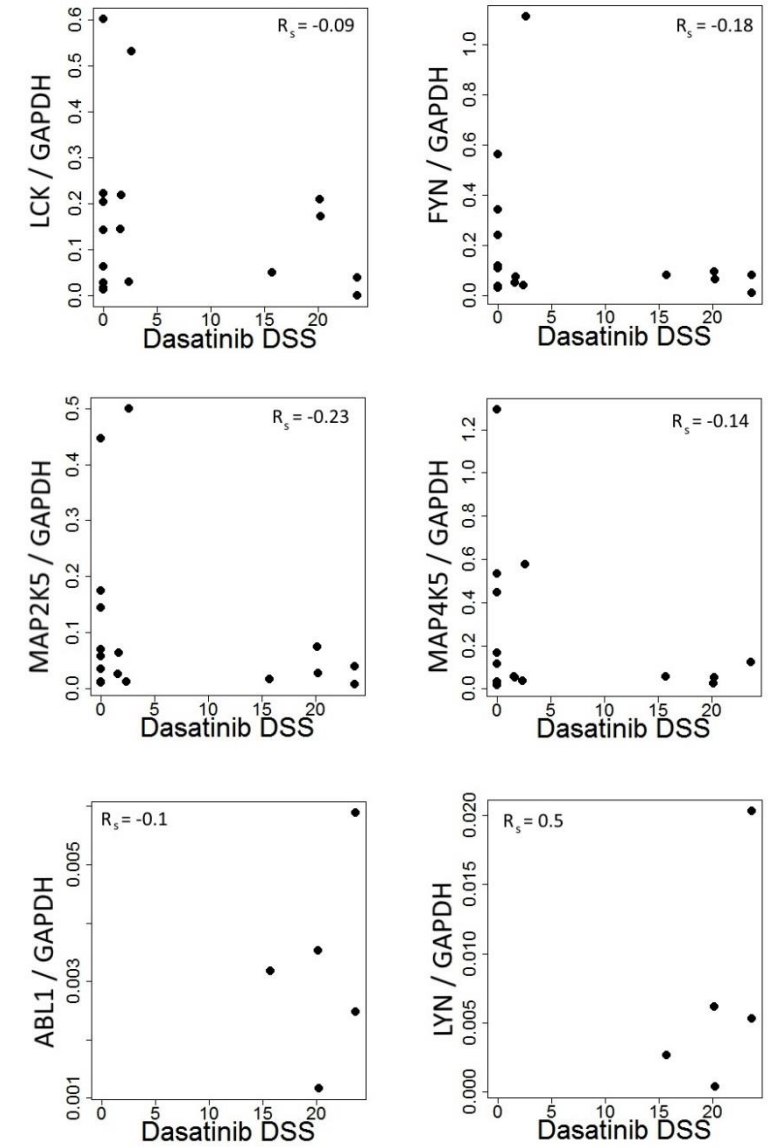 LCK / GAPDH
0.0 0.1 0.2 0.3 0.4 0.5 0.6
R_s = -0.09
0 5 10 15 20
Dasatinib DSS
FYN / GAPDH
0.0 0.2 0.4 0.6 0.8 1.0
R_s = -0.18
0 5 10 15 20
Dasatinib DSS
MAP2K5 / GAPDH
0.0 0.1 0.2 0.3 0.4 0.5
R_s = -0.23
0 5 10 15 20
Dasatinib DSS
MAP4K5 / GAPDH
0.0 0.2 0.4 0.6 0.8 1.0 1.2
R_s = -0.14
0 5 10 15 20
Dasatinib DSS
ABL1 / GAPDH
0.001 0.003 0.005
R_s = -0.1
0 5 10 15 20
Dasatinib DSS
LYN / GAPDH
0.000 0.005 0.010 0.015 0.020
R_s = 0.5
0 5 10 15 20
Dasatinib DSS